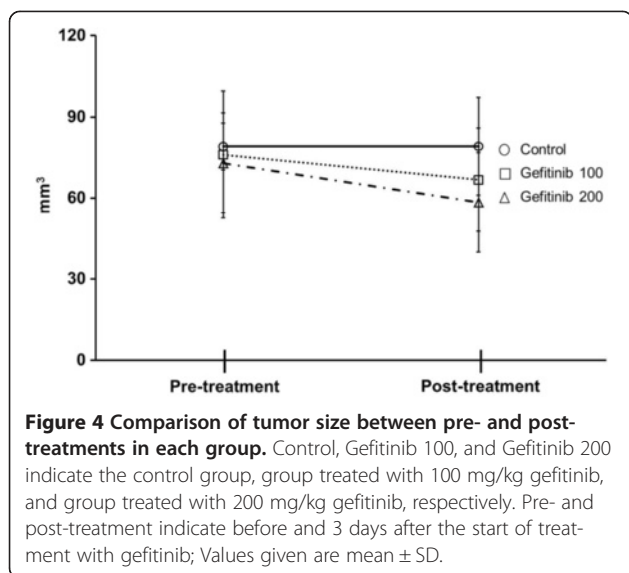 120
90
60
30
0
mm³
Control
Gefitinib 100
Gefitinib 200
Pre-treatment
Post-treatment
Figure 4 Comparison of tumor size between pre- and post-
treatments in each group. Control, Gefitinib 100, and Gefitinib 200
indicate the control group, group treated with 100 mg/kg gefitinib,
and group treated with 200 mg/kg gefitinib, respectively. Pre- and
post-treatment indicate before and 3 days after the start of treat-
ment with gefitinib; Values given are mean ± SD.